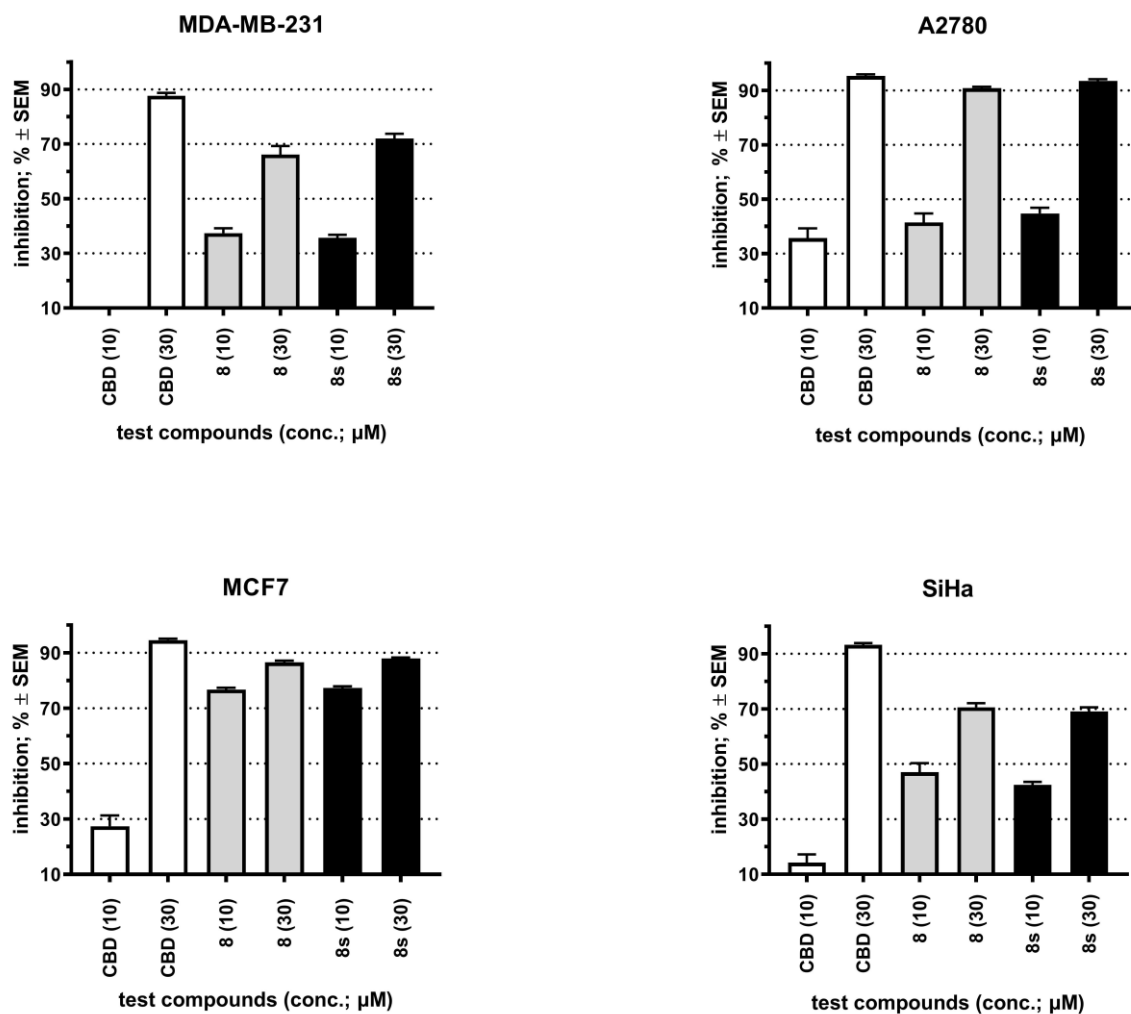 MDA-MB-231
inhibition; % ± SEM
90
70
50
30
10
CBD (10)
CBD (30)
8 (10)
8 (30)
8s (10)
8s (30)
test compounds (conc.; µM)
A2780
inhibition; % ± SEM
90
70
50
30
10
CBD (10)
CBD (30)
8 (10)
8 (30)
8s (10)
8s (30)
test compounds (conc.; µM)
MCF7
inhibition; % ± SEM
90
70
50
30
10
CBD (10)
CBD (30)
8 (10)
8 (30)
8s (10)
8s (30)
test compounds (conc.; µM)
SiHa
inhibition; % ± SEM
90
70
50
30
10
CBD (10)
CBD (30)
8 (10)
8 (30)
8s (10)
8s (30)
test compounds (conc.; µM)